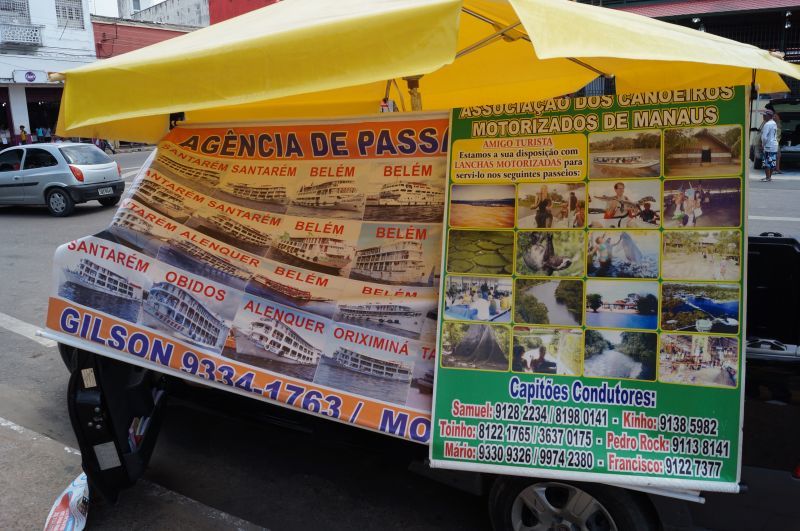 AGÊNCIA DE PASSA
SANTARÉM
SANTARÉM BELÉM BELÉM
SANTARÉM SANTARÉM BELÉM
ALENQUER BELÉM BELÉM
BELÉM BELÉM
SANTARÉM OBIDOS ALENQUER ORIXIMINÁ
GILSON 9334-1763 / MO
ASSOCIAÇÃO DOS CANOEIROS
MOTORIZADOS DE MANAUS
AMIGO TURISTA
Estamos a sua disposição com
LANCHAS MOTORIZADAS para
passeios nos seguintes passeios:
Capitões Condutores:
Samuel: 9128 2234 / 8198 0141 - Kinho: 9138 5982
Toinho: 8122 1765 / 3637 0175 - Pedro Rock: 9113 8141
Mário: 9330 9326 / 9974 2380 - Francisco: 9122 7377